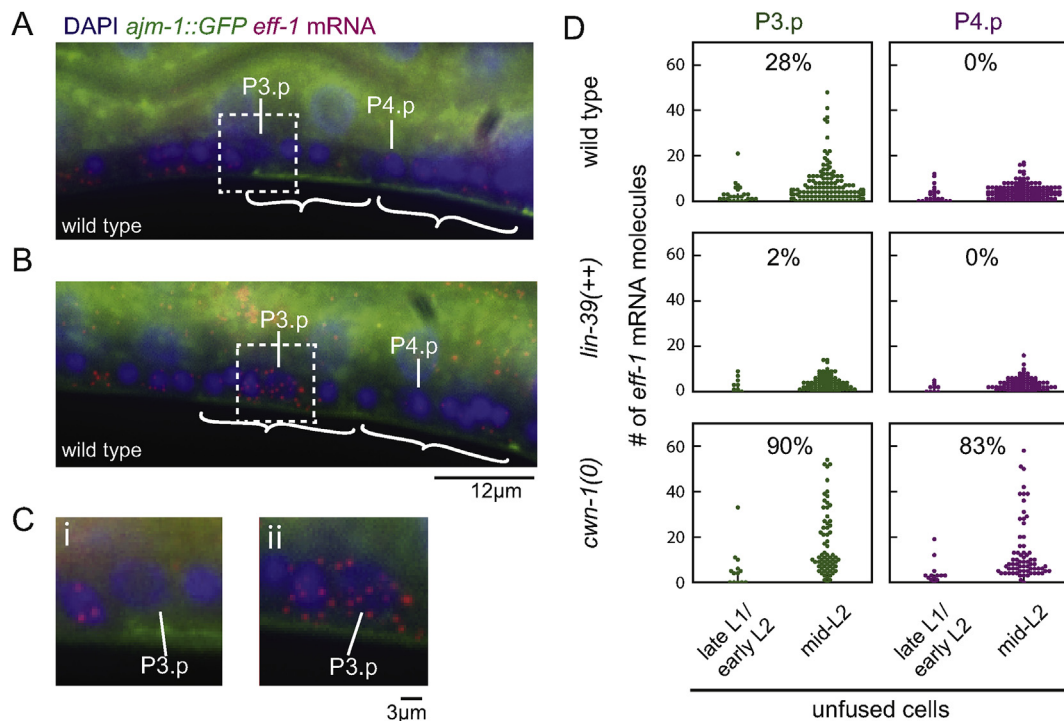 A
DAPI ajm-1::GFP eff-1 mRNA
P3.p
P4.p
wild type
B
P3.p
P4.p
wild type
12μm
C
i
P3.p
ii
P3.p
3μm
D
P3.p
P4.p
# of eff-1 mRNA molecules
wild type
60
40
20
0
28%
0%
lin-39(++)
60
40
20
0
2%
0%
cwn-1(0)
60
40
20
0
90%
83%
late L1/
early L2
mid-L2
late L1/
early L2
mid-L2
unfused cells